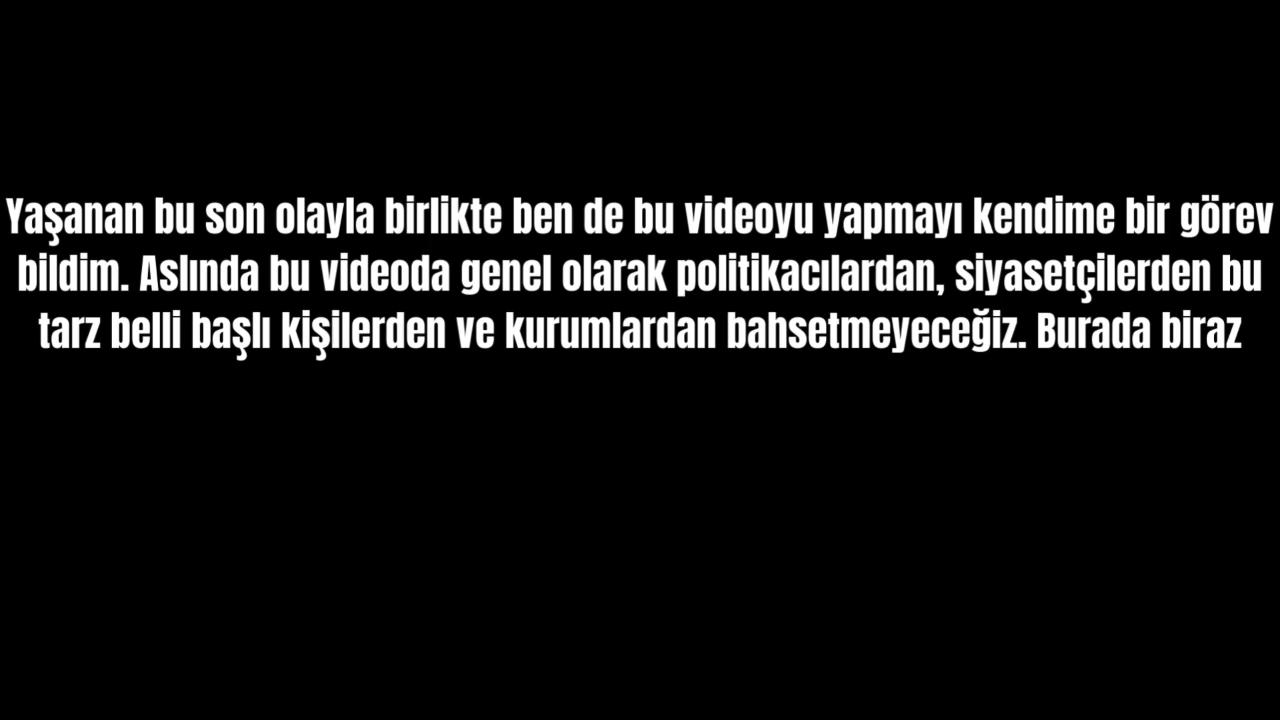 Yaşanan bu son olayla birlikte ben de bu videoyu yapmayı kendime bir görev
bildim. Aslında bu videoda genel olarak politikacılardan, siyasetçilerden bu
tarz belli başlı kişilerden ve kurumlardan bahsetmeyeceğiz. Burada biraz